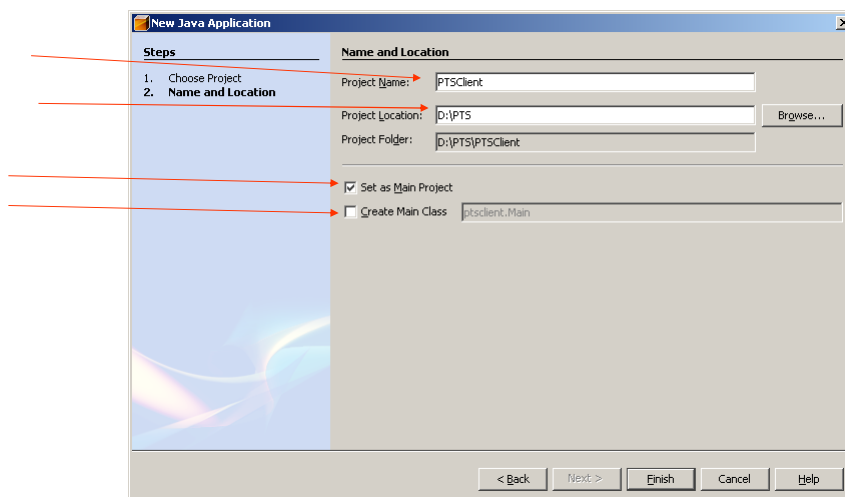 New Java Application
Steps
1. Choose Project
2. Name and Location
Name and Location
Project Name: PTSClient
Project Location: D:\PTS Browse...
Project Folder: D:\PTS\PTSClient
Set as Main Project
Create Main Class ptsclient.Main
< Back Next > Finish Cancel Help